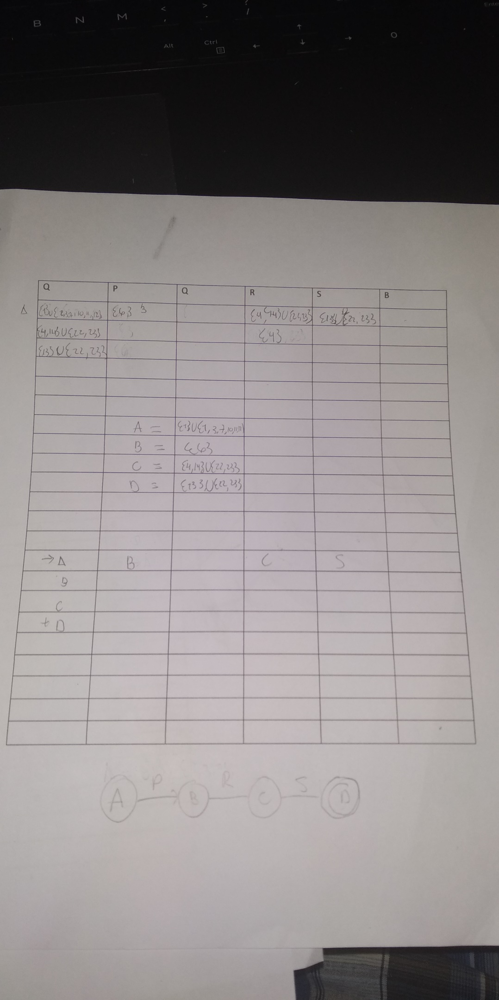 B N M < , > . ? /
Enter
Alt Ctrl ← ↑ ↓ → O
Q P Q R S B
A {1}∪{2,3,7,10,11,12} {6} B {4,14}∪{22,23} {13}∪{22,23} D
{4,14}∪{22,23} {4}
{13}∪{22,23}
A = {1}∪{1,3,7,10,11,11}
B = {6}
C = {4,14}∪{22,23}
D = {13}∪{22,23}
→ A B C S
B
C
+ D
P R S
A B C D